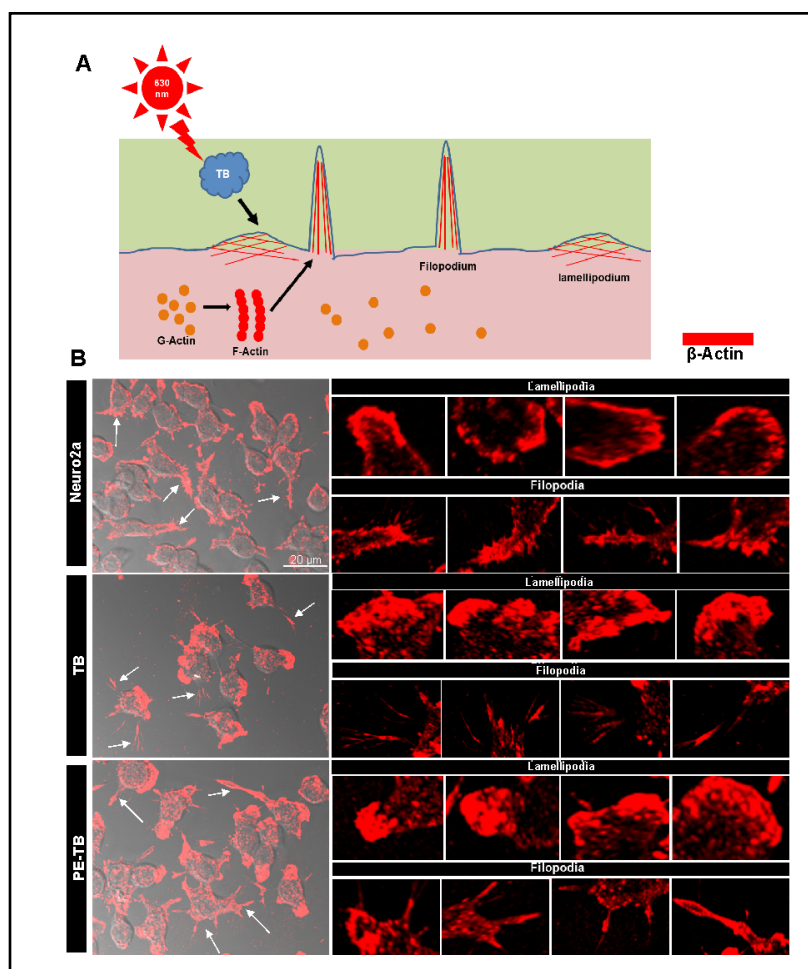 A
630
nm
TB
Filopodium
lamellipodium
G-Actin
F-Actin
β-Actin
B
Neuro2a
Lamellipodia
Filopodia
20 µm
TB
Lamellipodia
Filopodia
PE-TB
Lamellipodia
Filopodia